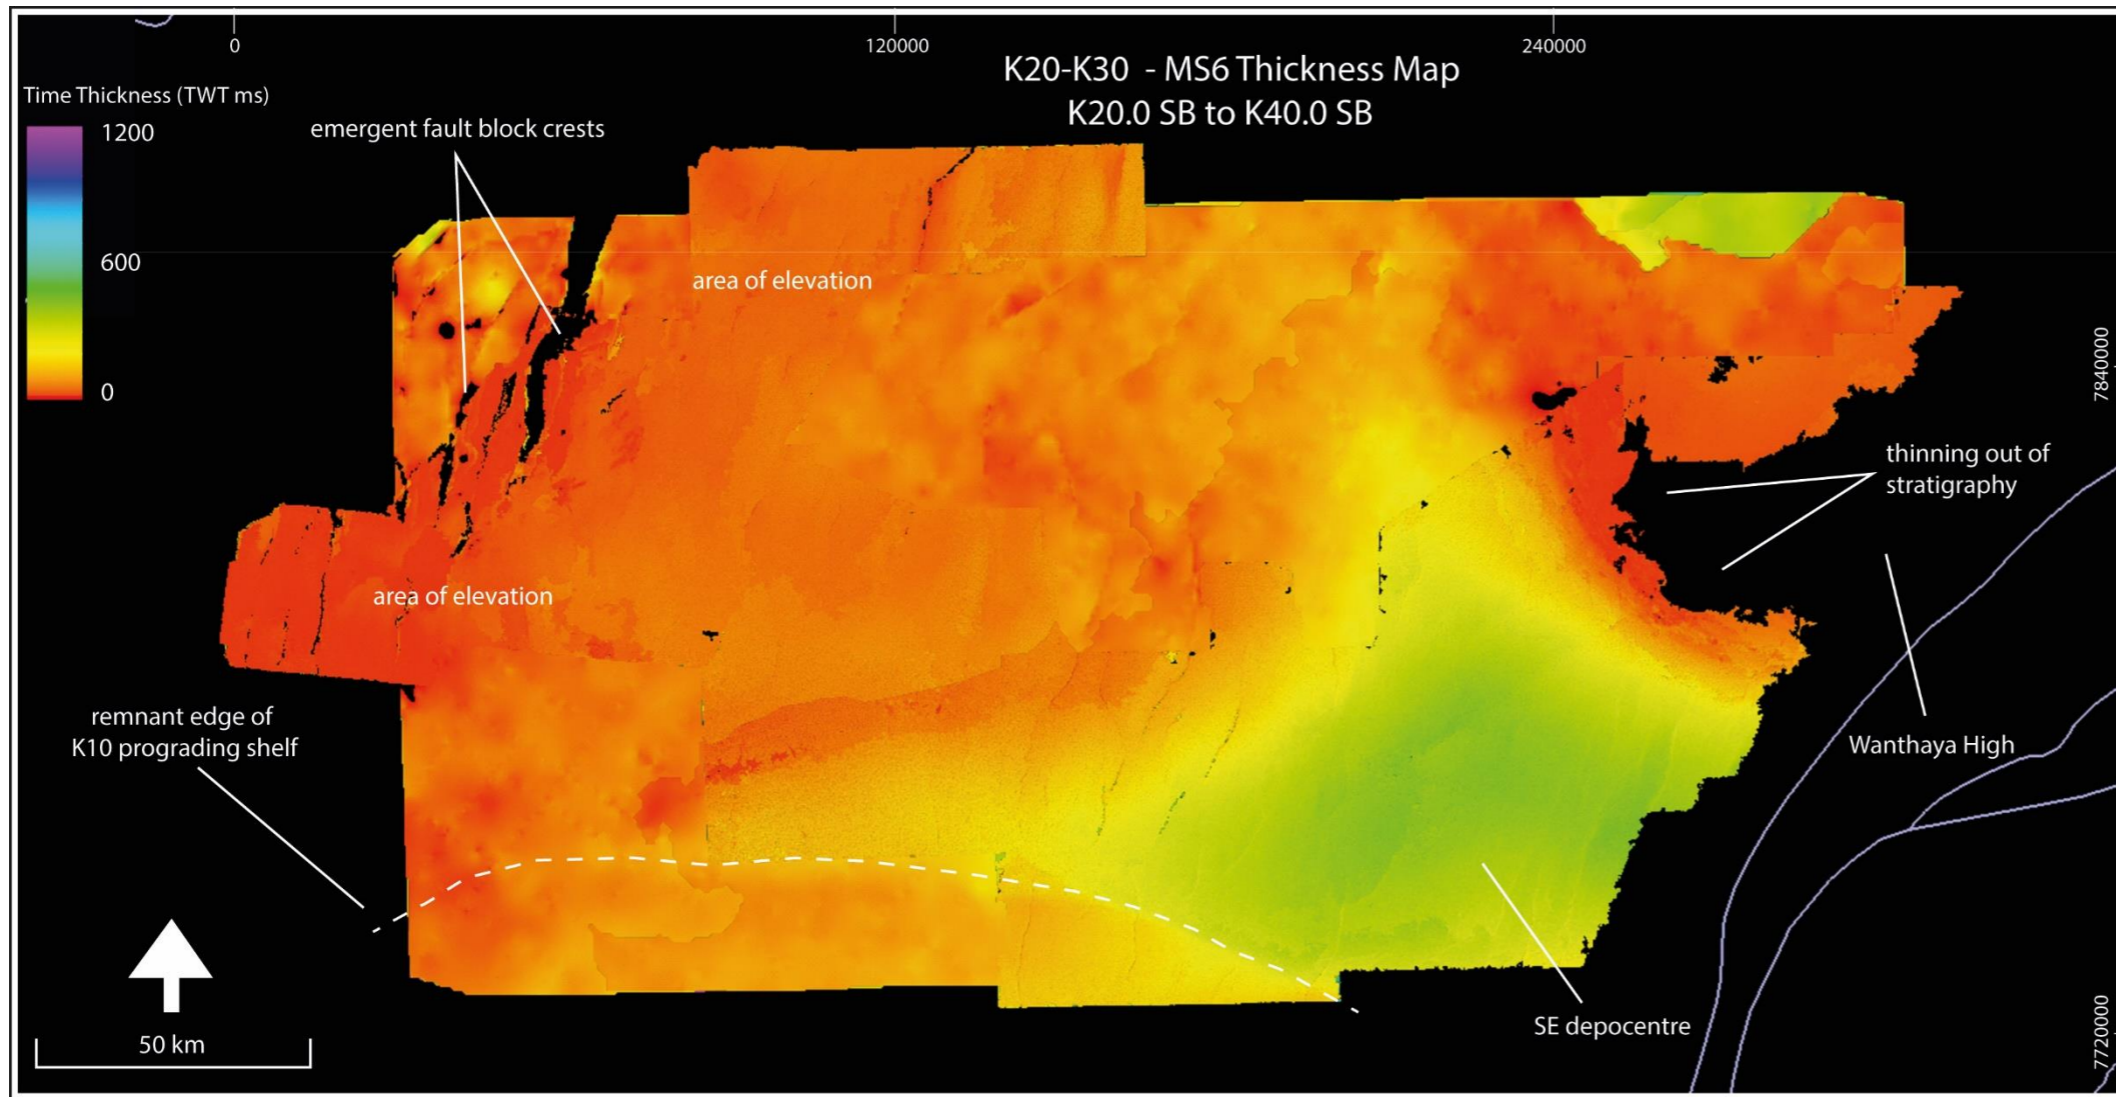 0
120000
240000
K20-K30 - MS6 Thickness Map
K20.0 SB to K40.0 SB
Time Thickness (TWT ms)
1200
600
0
emergent fault block crests
area of elevation
7840000
thinning out of
stratigraphy
area of elevation
remnant edge of
K10 prograding shelf
Wanthaya High
SE depocentre
50 km
7720000